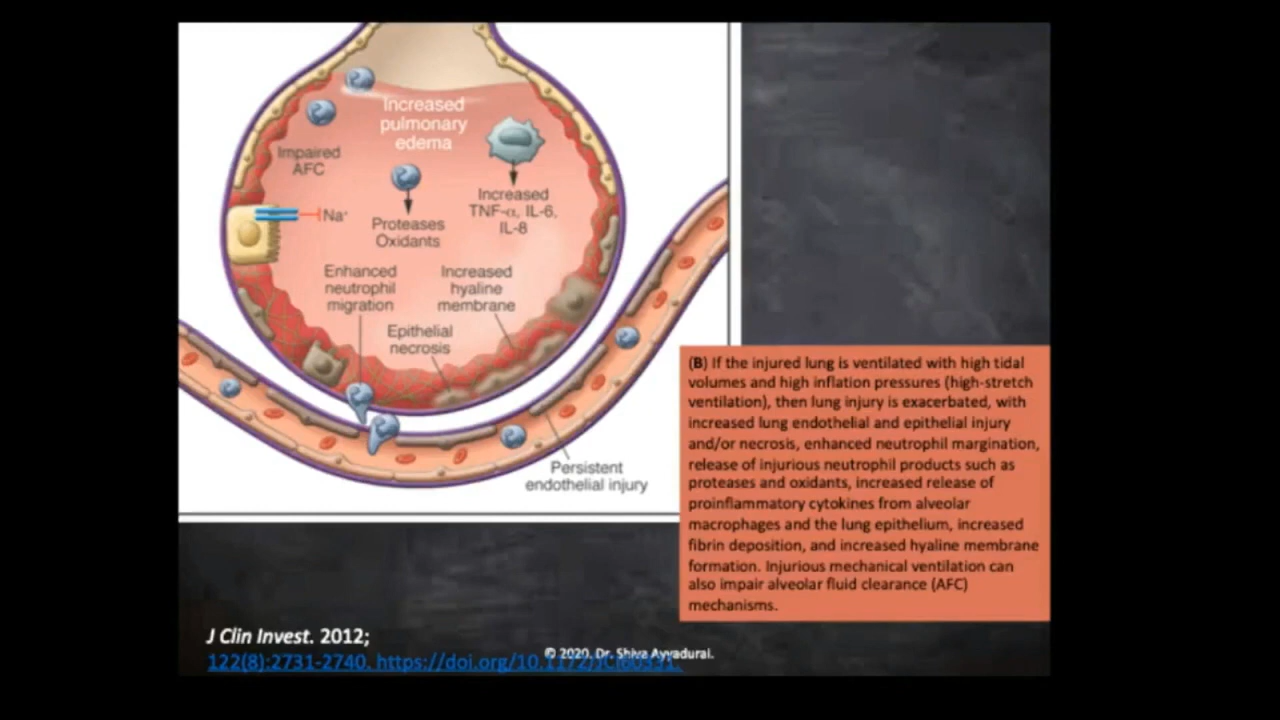 Increased
pulmonary
edema
Impaired
AFC
Increased
TNF-α, IL-6,
IL-8
Na⁺
Proteases
Oxidants
Enhanced
neutrophil
migration
Increased
hyaline
membrane
Epithelial
necrosis
Persistent
endothelial injury
(B) If the injured lung is ventilated with high tidal
volumes and high inflation pressures (high-stretch
ventilation), then lung injury is exacerbated, with
increased lung endothelial and epithelial injury
and/or necrosis, enhanced neutrophil margination,
release of injurious neutrophil products such as
proteases and oxidants, increased release of
proinflammatory cytokines from alveolar
macrophages and the lung epithelium, increased
fibrin deposition, and increased hyaline membrane
formation. Injurious mechanical ventilation can
also impair alveolar fluid clearance (AFC)
mechanisms.
J Clin Invest. 2012;
122(8):2731-2740. https://doi.org/
© 2020. Dr. Shiva Ayyadurai.